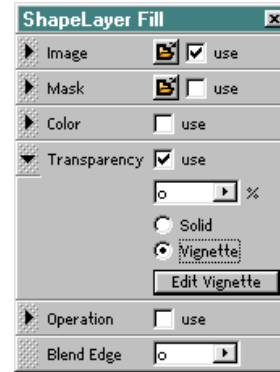 ShapeLayer Fill
Image use
Mask use
Color use
Transparency use
0 %
Solid
Vignette
Edit Vignette
Operation use
Blend Edge 0